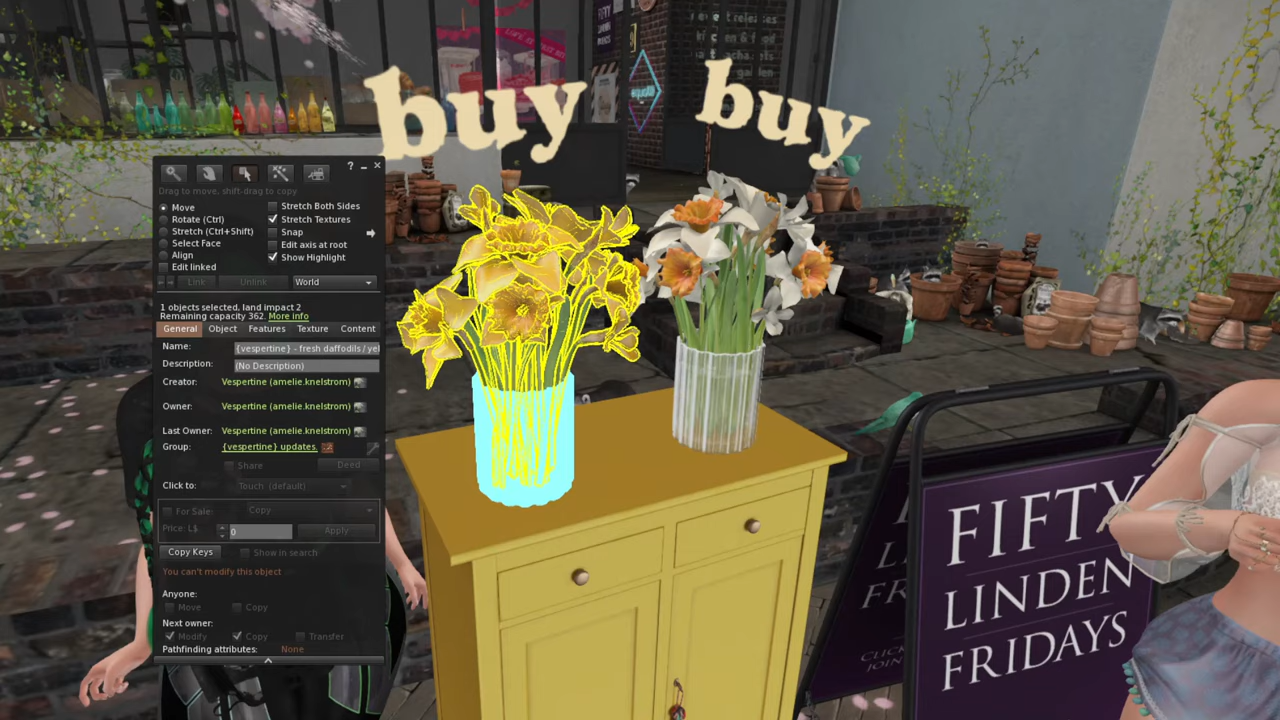 buy
buy
FIFTY
LINDEN
FRIDAYS
? 
Drag to move, shift-drag to copy
Move
Rotate (Ctrl)
Stretch (Ctrl+Shift)
Select Face
Align
Edit linked
Stretch Both Sides
Stretch Textures
Snap
Edit axis at root
Show Highlight
Link
Unlink
World
1 objects selected, land impact 2
Remaining capacity 362. More info
General Object Features Texture Content
Name: {vespertine} - fresh daffodils / yel
Description: (No Description)
Creator: Vespertine (amelie.knelstrom)
Owner: Vespertine (amelie.knelstrom)
Last Owner: Vespertine (amelie.knelstrom)
Group: {vespertine} updates.
Share Deed
Click to: Touch (default)
For Sale: Copy
Price: L$ 0 Apply
Copy Keys Show in search
You can't modify this object
Anyone:
Move Copy
Next owner:
Modify Copy Transfer
Pathfinding attributes: None
FIFTY
LINDEN
FRIDAYS